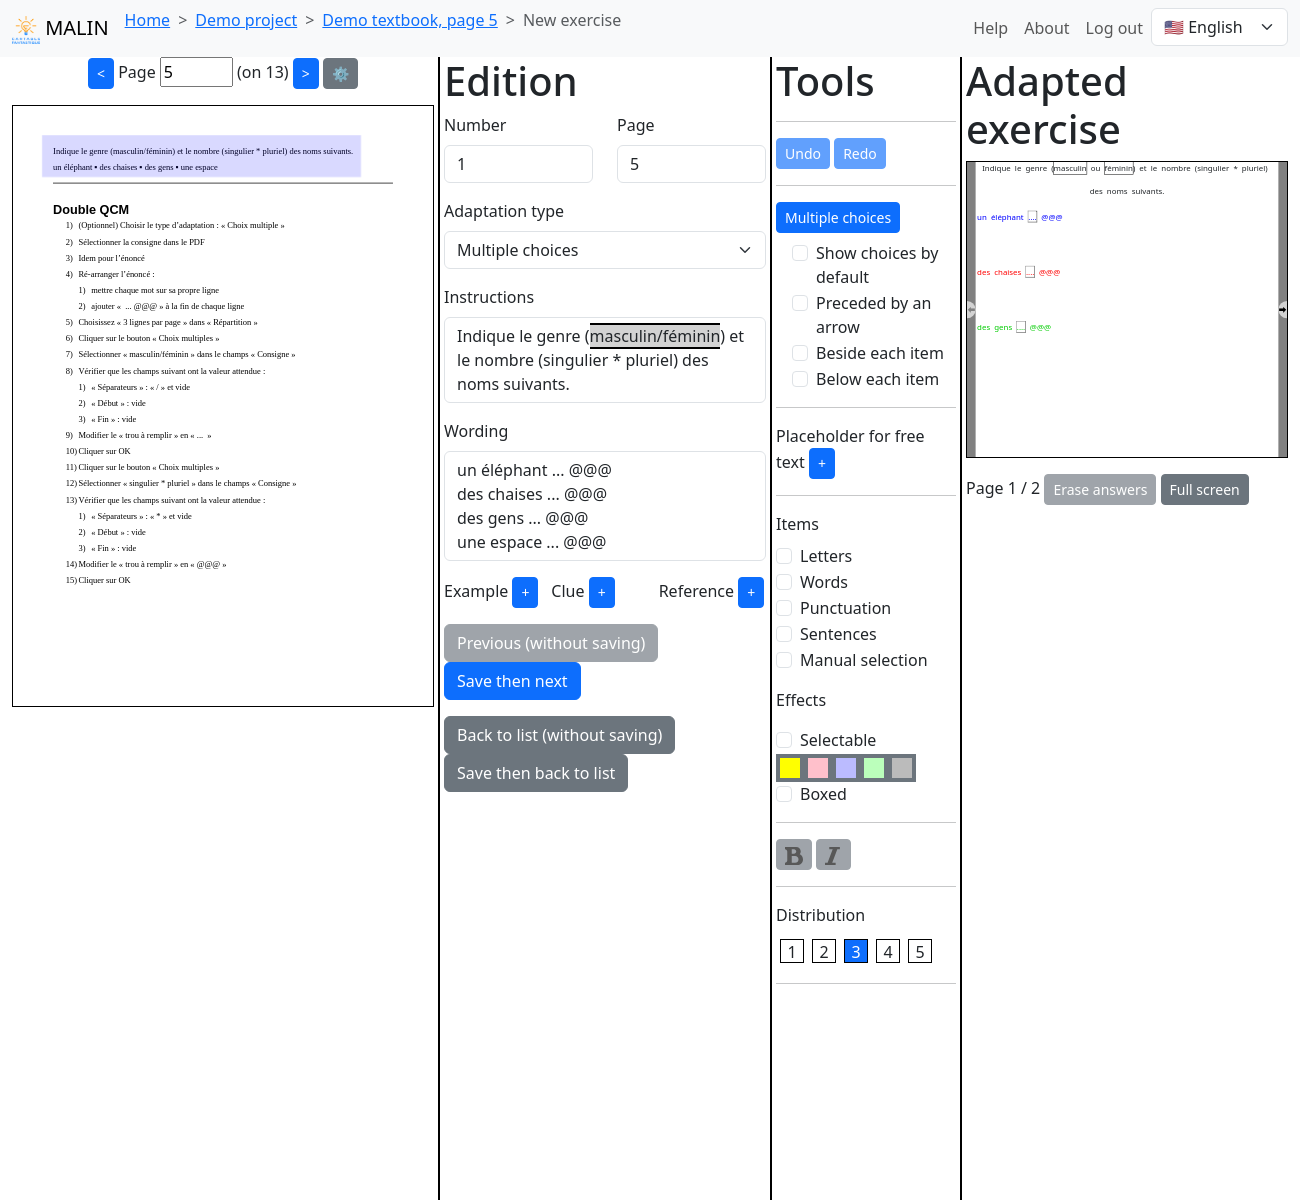 MALIN
Home > Demo project > Demo textbook, page 5 > New exercise
Help About Log out 🇺🇸 English
< Page 5 (on 13) > ⚙️
Indique le genre (masculin/féminin) et le nombre (singulier * pluriel) des noms suivants.
un éléphant • des chaises • des gens • une espace
Double QCM
1) (Optionnel) Choisir le type d’adaptation : « Choix multiple »
2) Sélectionner la consigne dans le PDF
3) Idem pour l’énoncé
4) Ré-arranger l’énoncé :
1) mettre chaque mot sur sa propre ligne
2) ajouter « ... @@@ » à la fin de chaque ligne
5) Choisissez « 3 lignes par page » dans « Répartition »
6) Cliquer sur le bouton « Choix multiples »
7) Sélectionner « masculin/féminin » dans le champs « Consigne »
8) Vérifier que les champs suivant ont la valeur attendue :
1) « Séparateurs » : « / » et vide
2) « Début » : vide
3) « Fin » : vide
9) Modifier le « trou à remplir » en « ... »
10) Cliquer sur OK
11) Cliquer sur le bouton « Choix multiples »
12) Sélectionner « singulier * pluriel » dans le champs « Consigne »
13) Vérifier que les champs suivant ont la valeur attendue :
1) « Séparateurs » : « * » et vide
2) « Début » : vide
3) « Fin » : vide
14) Modifier le « trou à remplir » en « @@@ »
15) Cliquer sur OK
Edition
Number Page
1 5
Adaptation type
Multiple choices
Instructions
Indique le genre (masculin/féminin) et
le nombre (singulier * pluriel) des
noms suivants.
Wording
un éléphant ... @@@
des chaises ... @@@
des gens ... @@@
une espace ... @@@
Example + Clue + Reference +
Previous (without saving)
Save then next
Back to list (without saving)
Save then back to list
Tools
Undo Redo
Multiple choices
Show choices by
default
Preceded by an
arrow
Beside each item
Below each item
Placeholder for free
text +
Items
Letters
Words
Punctuation
Sentences
Manual selection
Effects
Selectable
Boxed
B I
Distribution
1 2 3 4 5
Adapted
exercise
Indique le genre (masculin ou féminin) et le nombre (singulier * pluriel)
des noms suivants.
un éléphant .... @@@
des chaises .... @@@
des gens .... @@@
Page 1 / 2 Erase answers Full screen